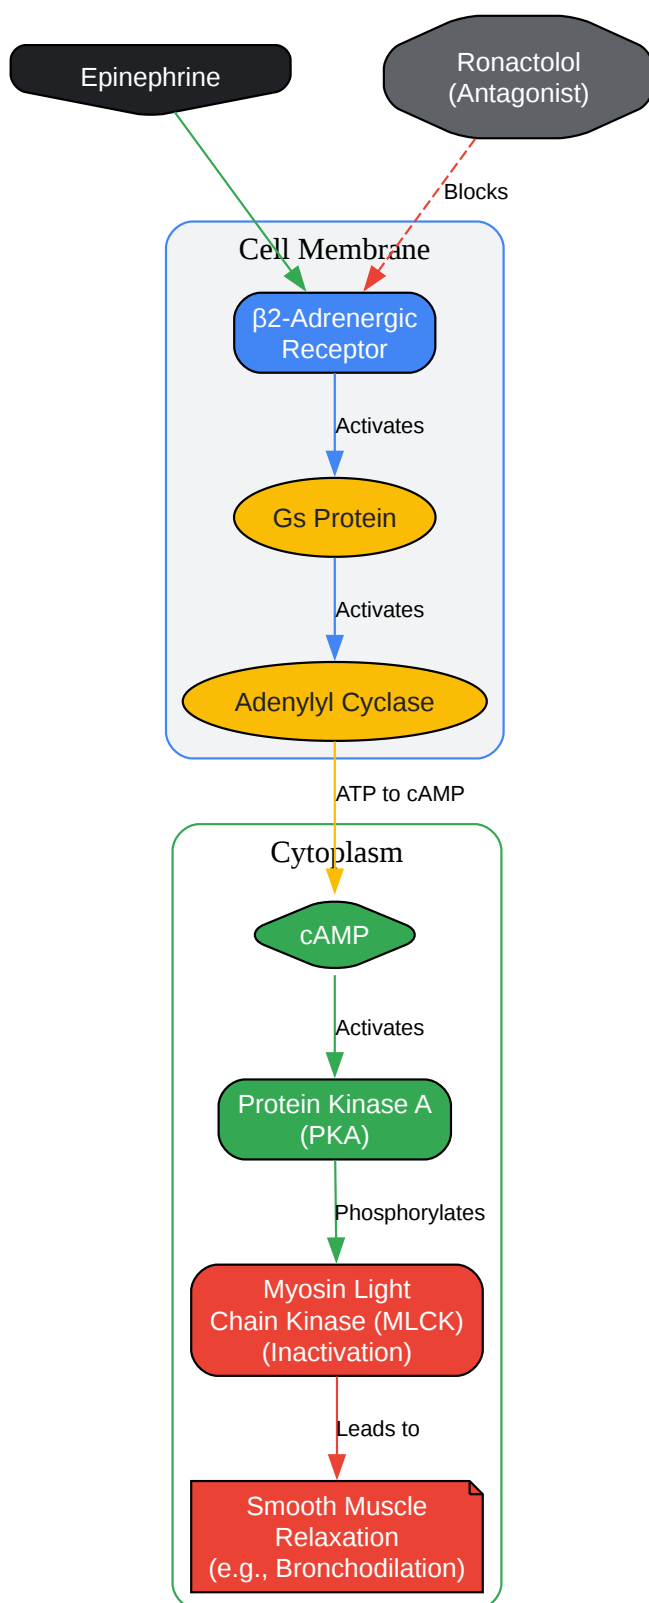 Epinephrine
Ronactolol
(Antagonist)
Blocks
Cell Membrane
β2-Adrenergic
Receptor
Activates
Gs Protein
Activates
Adenylyl Cyclase
ATP to cAMP
Cytoplasm
cAMP
Activates
Protein Kinase A
(PKA)
Phosphorylates
Myosin Light
Chain Kinase (MLCK)
(Inactivation)
Leads to
Smooth Muscle
Relaxation
(e.g., Bronchodilation)